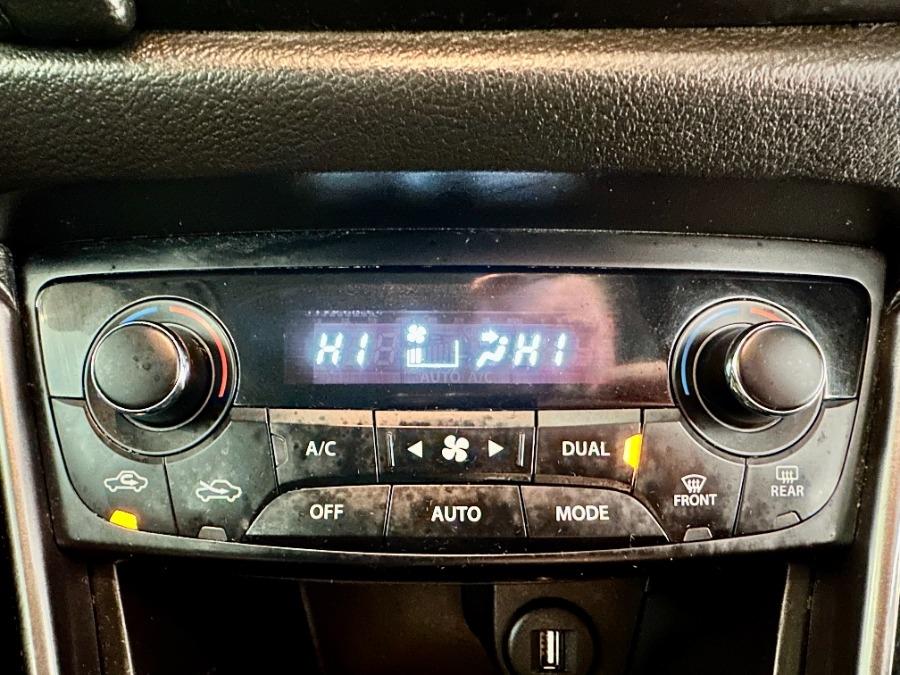 HI HI
AUTO A/C
A/C DUAL
FRONT REAR
OFF AUTO MODE